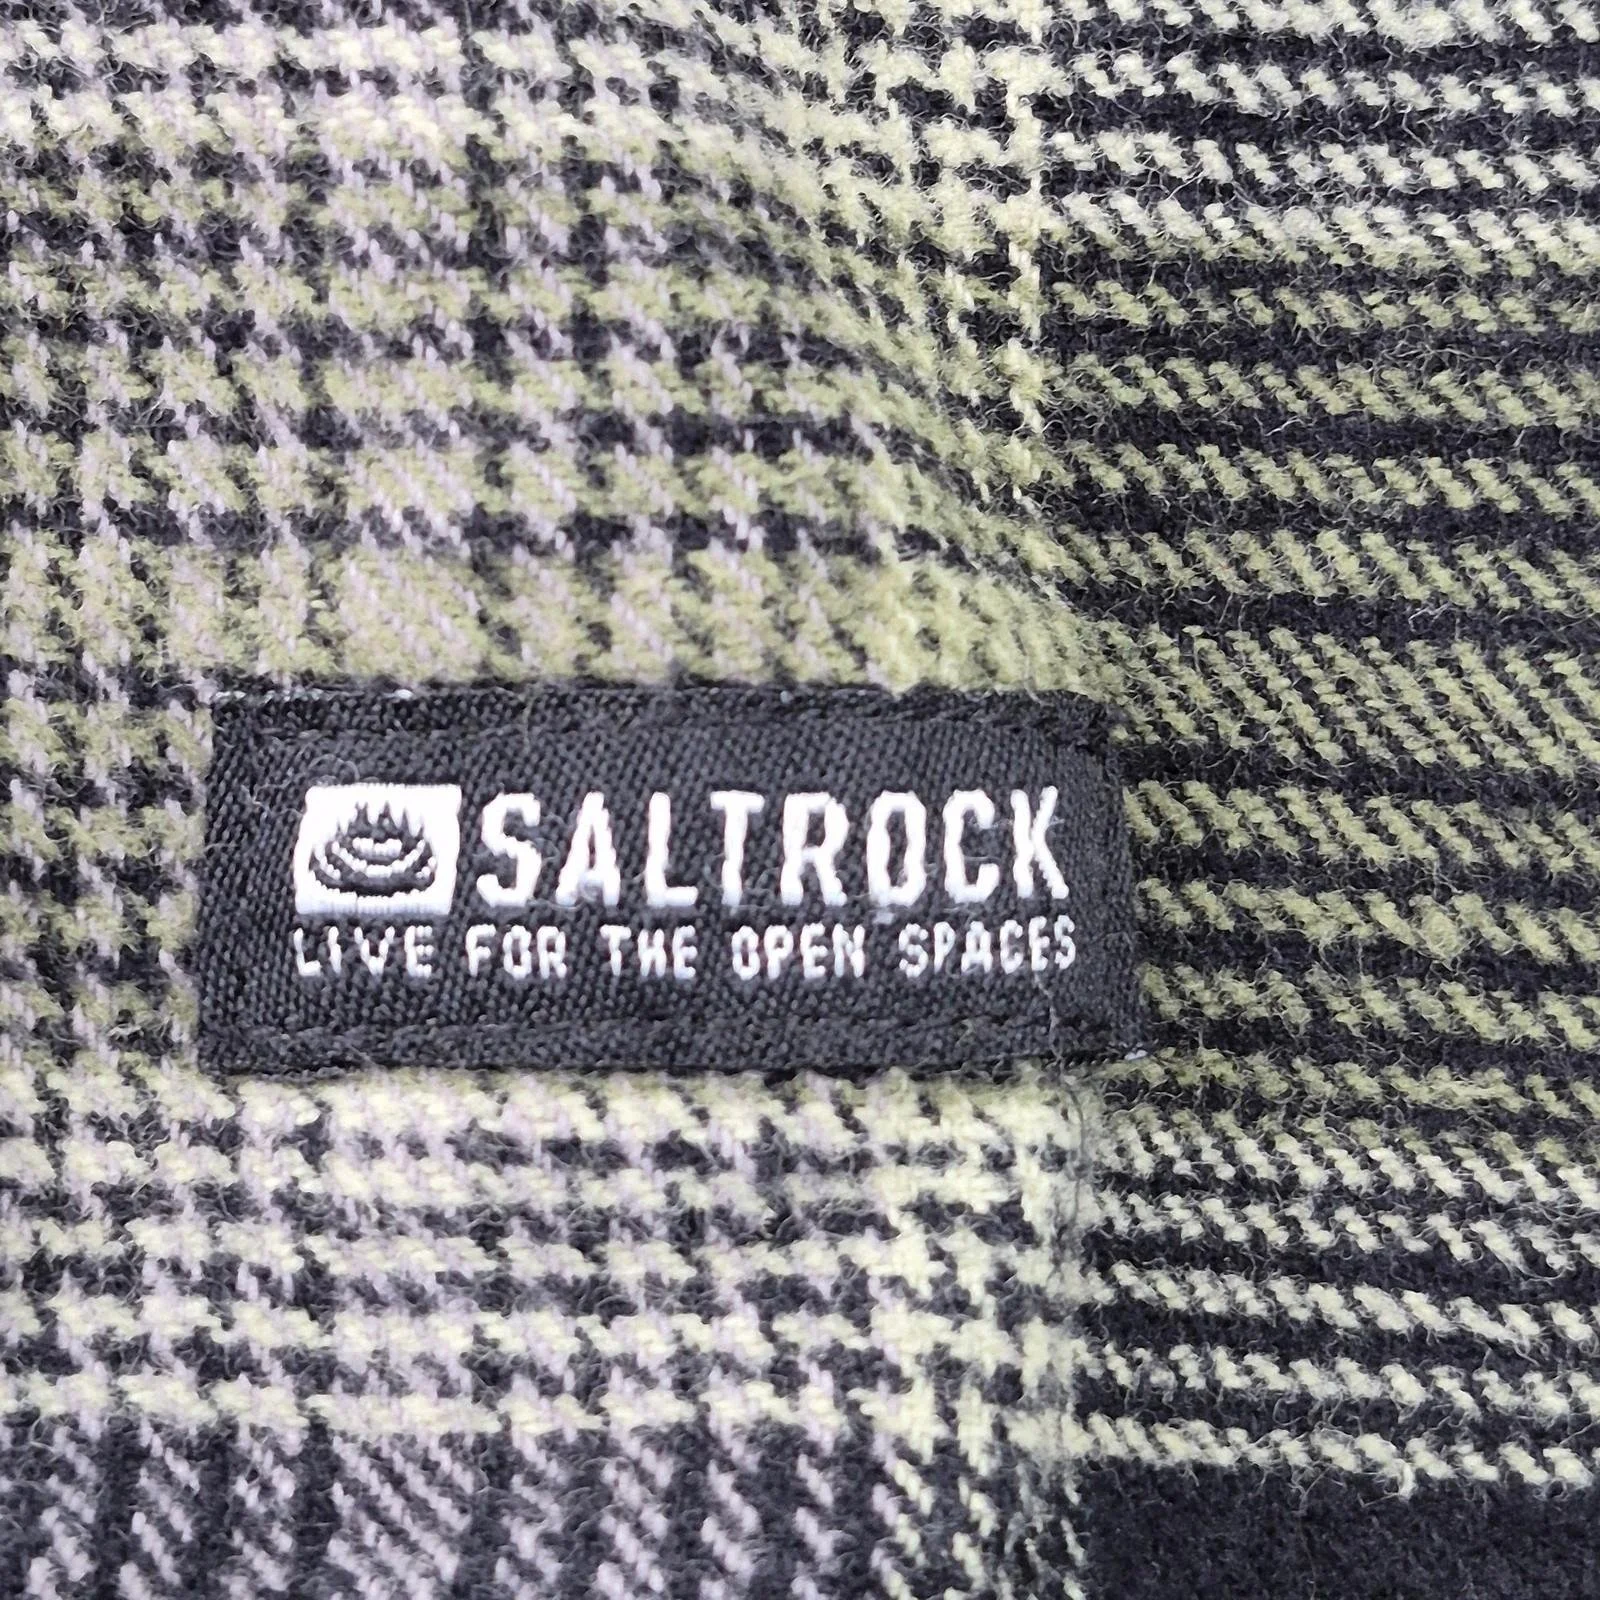 SALTROCK
LIVE FOR THE OPEN SPACES